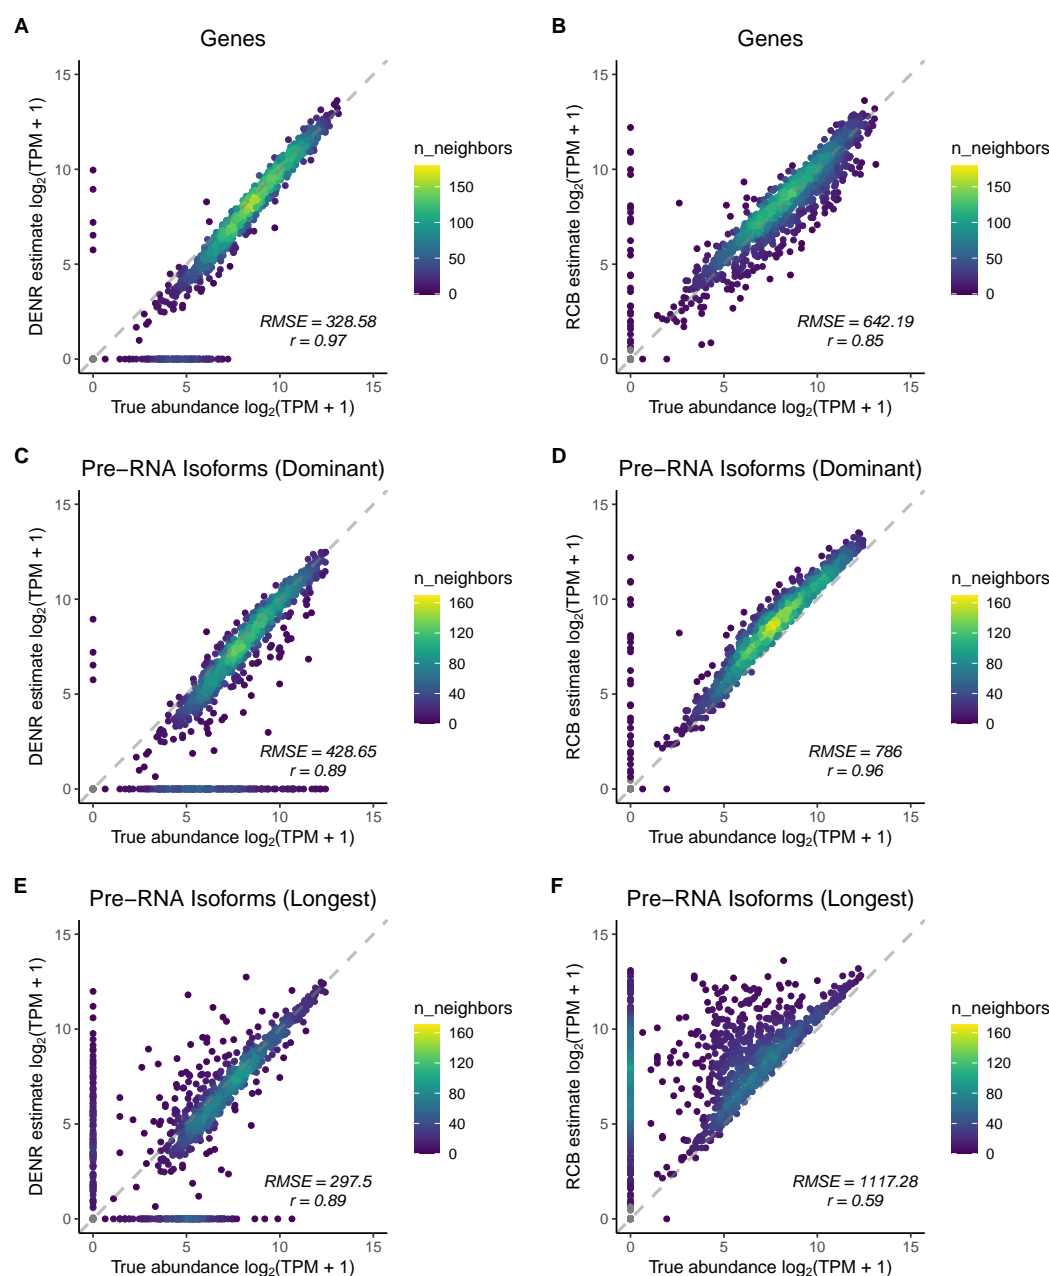 A
Genes
DENR estimate log₂(TPM + 1)
15
10
5
0
0
5
10
15
True abundance log₂(TPM + 1)
RMSE = 328.58
r = 0.97
n_neighbors
150
100
50
0
B
Genes
RCB estimate log₂(TPM + 1)
15
10
5
0
0
5
10
15
True abundance log₂(TPM + 1)
RMSE = 642.19
r = 0.85
n_neighbors
150
100
50
0
C
Pre−RNA Isoforms (Dominant)
DENR estimate log₂(TPM + 1)
15
10
5
0
0
5
10
15
True abundance log₂(TPM + 1)
RMSE = 428.65
r = 0.89
n_neighbors
160
120
80
40
0
D
Pre−RNA Isoforms (Dominant)
RCB estimate log₂(TPM + 1)
15
10
5
0
0
5
10
15
True abundance log₂(TPM + 1)
RMSE = 786
r = 0.96
n_neighbors
160
120
80
40
0
E
Pre−RNA Isoforms (Longest)
DENR estimate log₂(TPM + 1)
15
10
5
0
0
5
10
15
True abundance log₂(TPM + 1)
RMSE = 297.5
r = 0.89
n_neighbors
160
120
80
40
0
F
Pre−RNA Isoforms (Longest)
RCB estimate log₂(TPM + 1)
15
10
5
0
0
5
10
15
True abundance log₂(TPM + 1)
RMSE = 1117.28
r = 0.59
n_neighbors
160
120
80
40
0